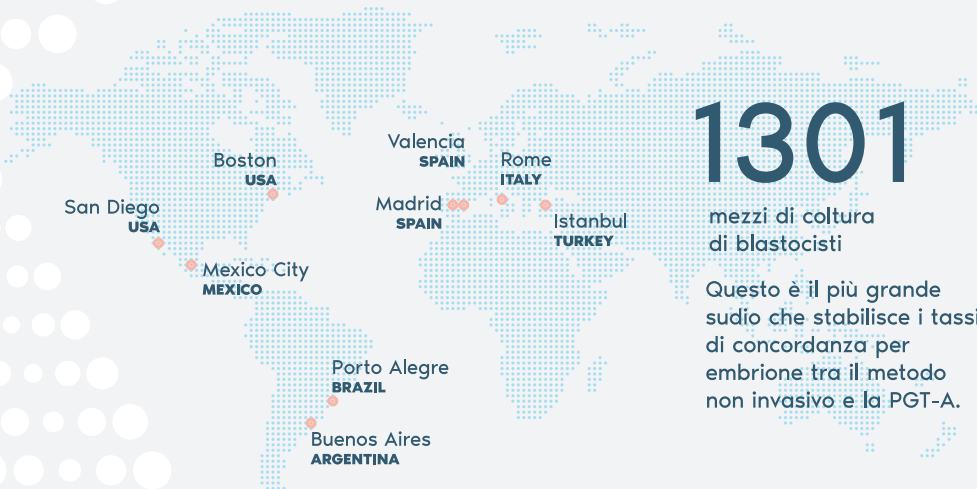 Boston
USA
San Diego
USA
Mexico City
MEXICO
Valencia
SPAIN
Madrid
SPAIN
Rome
ITALY
Istanbul
TURKEY
Porto Alegre
BRAZIL
Buenos Aires
ARGENTINA
1301
mezzi di coltura
di blastocisti
Questo è il più grande
sudio che stabilisce i tassi
di concordanza per
embrione tra il metodo
non invasivo e la PGT-A.